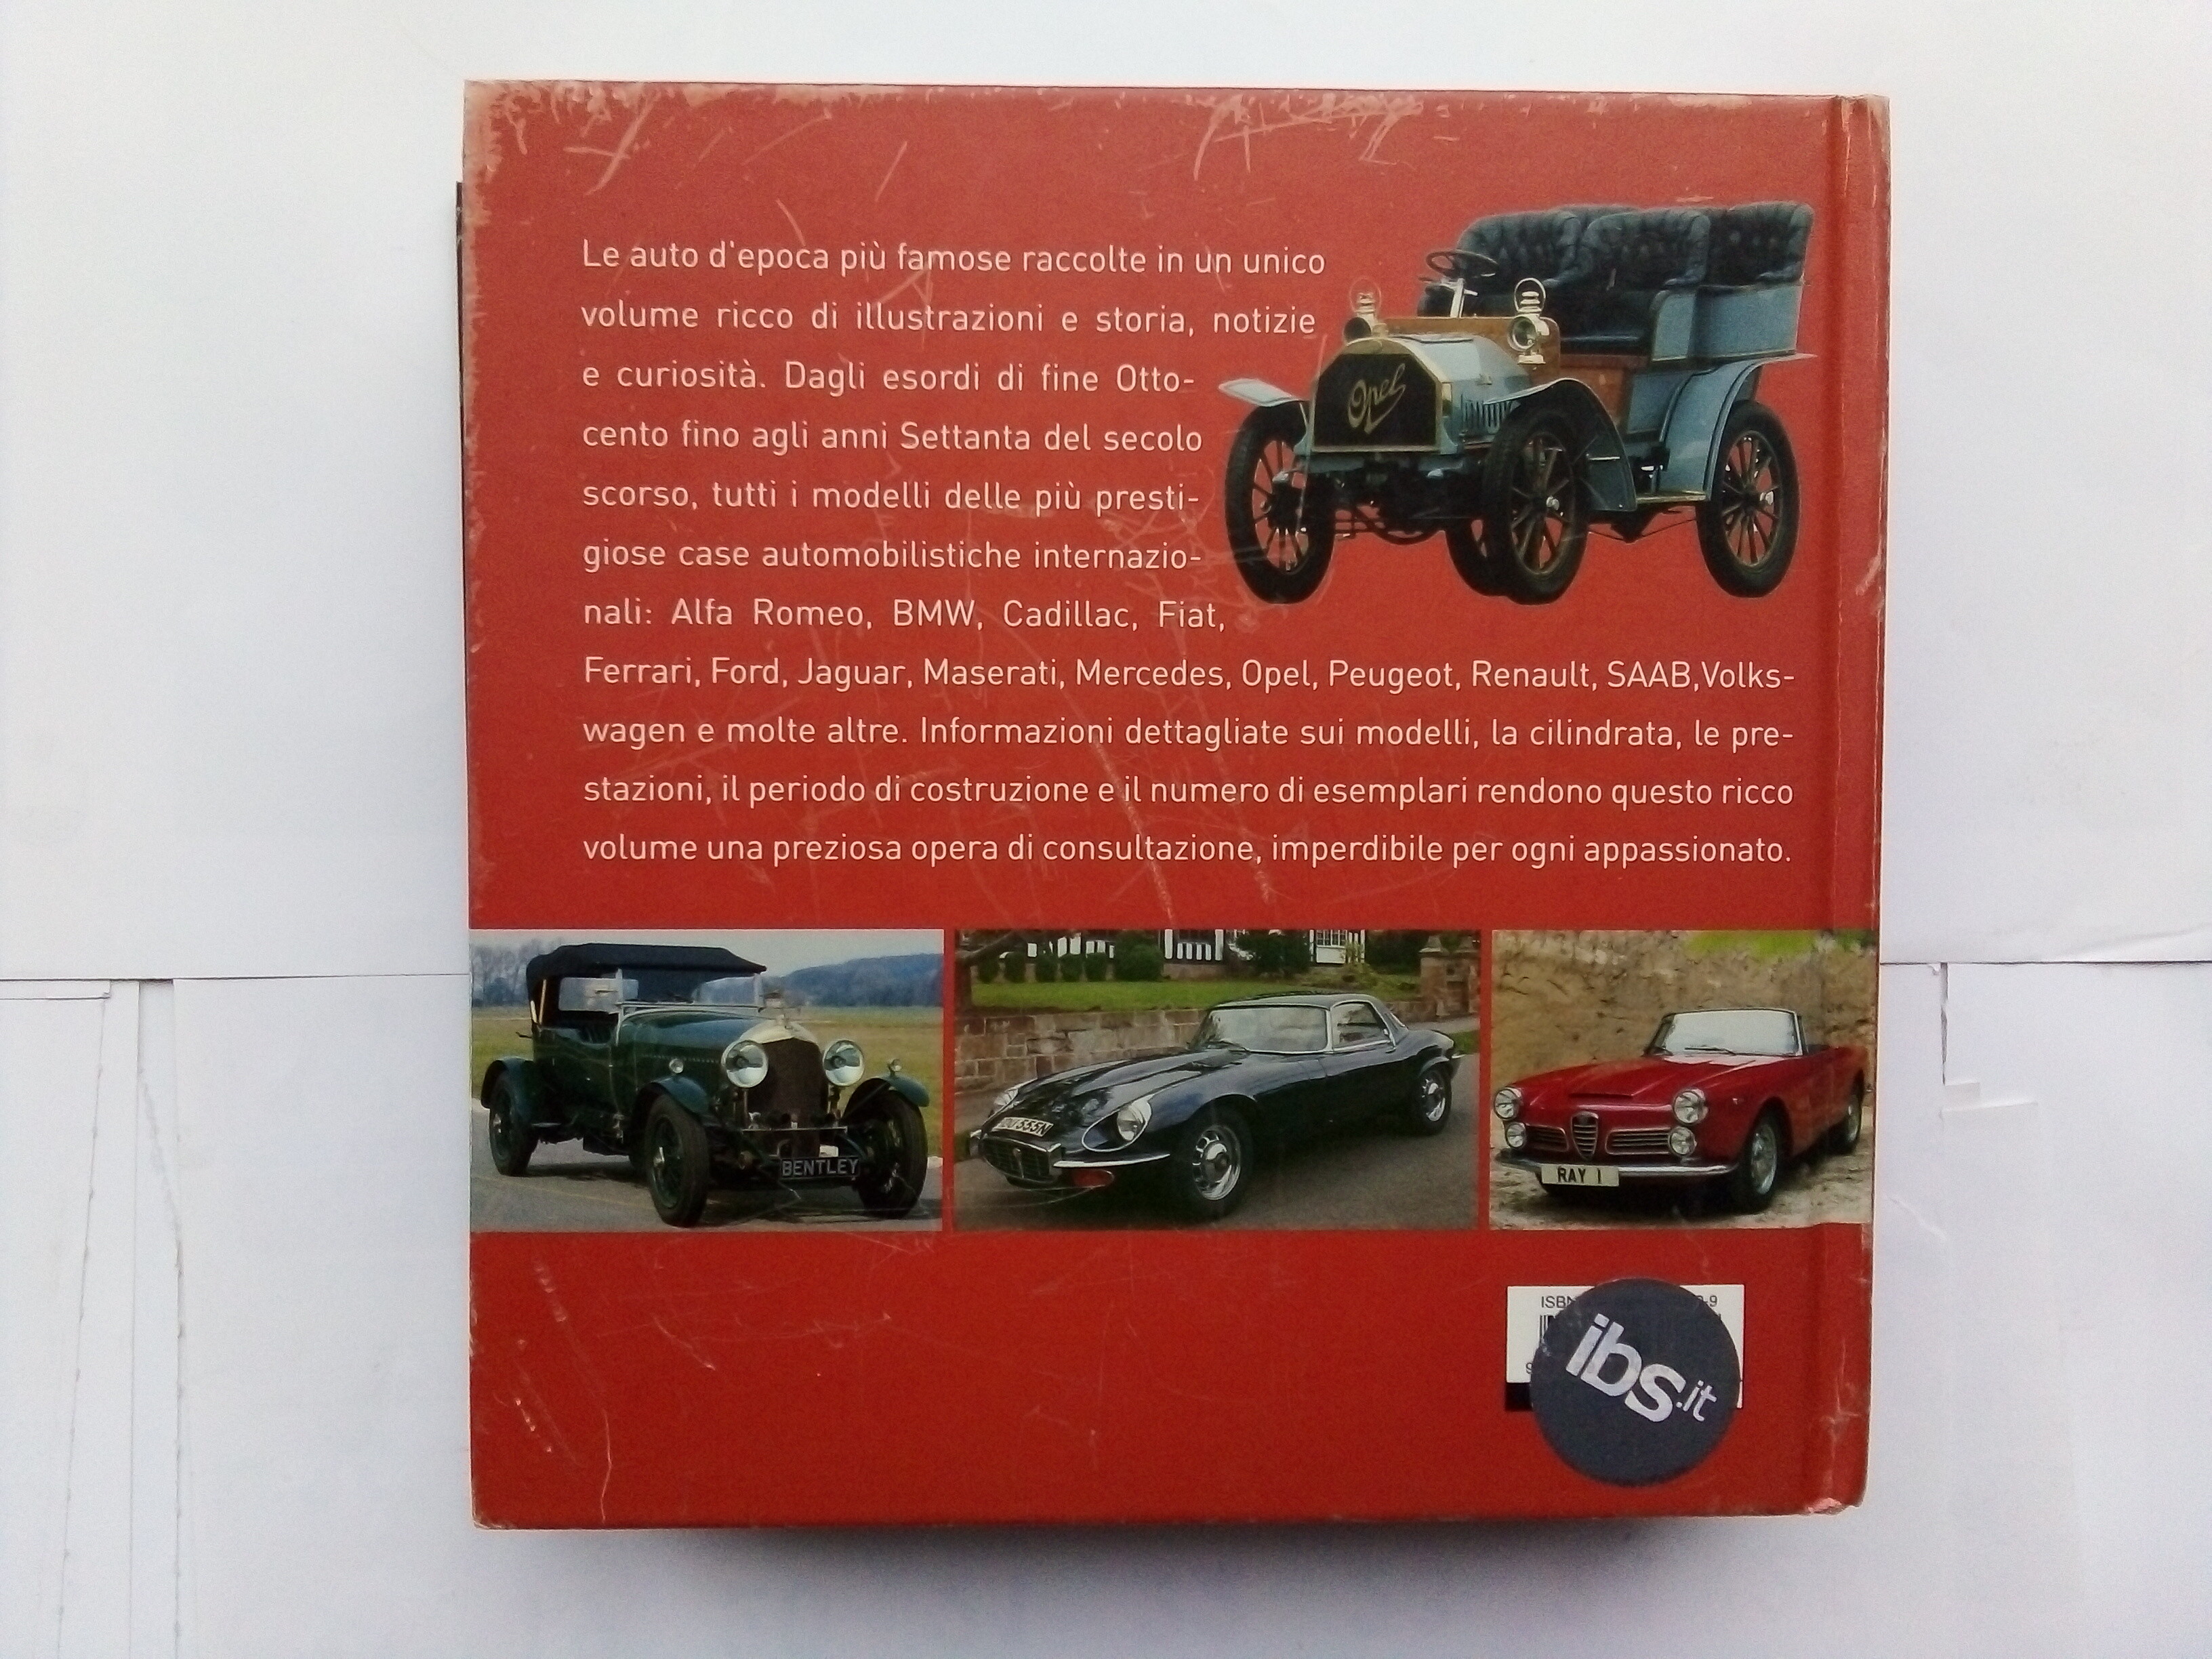 Le auto d'epoca più famose raccolte in un unico
volume ricco di illustrazioni e storia, notizie
e curiosità. Dagli esordi di fine Otto-
cento fino agli anni Settanta del secolo
scorso, tutti i modelli delle più presti-
giose case automobilistiche internazio-
nali: Alfa Romeo, BMW, Cadillac, Fiat,
Ferrari, Ford, Jaguar, Maserati, Mercedes, Opel, Peugeot, Renault, SAAB,Volks-
wagen e molte altre. Informazioni dettagliate sui modelli, la cilindrata, le pre-
stazioni, il periodo di costruzione e il numero di esemplari rendono questo ricco
volume una preziosa opera di consultazione, imperdibile per ogni appassionato.
Opel
BENTLEY
RAY 1
ISBN
ibs.it